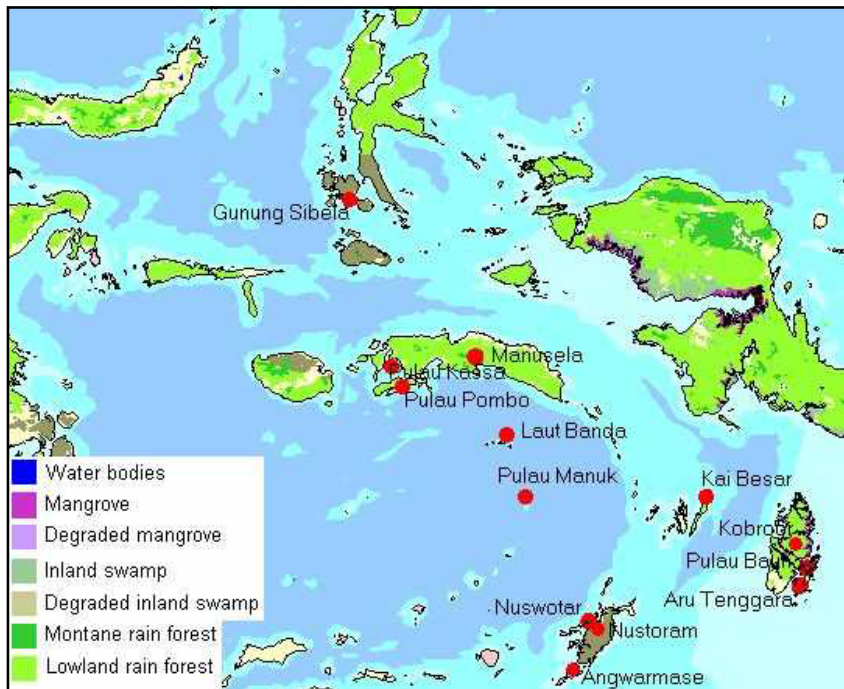 Gunung Sibela
Manusela
Pulau Kassa
Pulau Pombo
Laut Banda
Pulau Manuk
Kai Besar
Kobroor
Pulau Baun
Aru Tenggara
Nuswotar
Nustoram
Angwarmase
Water bodies
Mangrove
Degraded mangrove
Inland swamp
Degraded inland swamp
Montane rain forest
Lowland rain forest